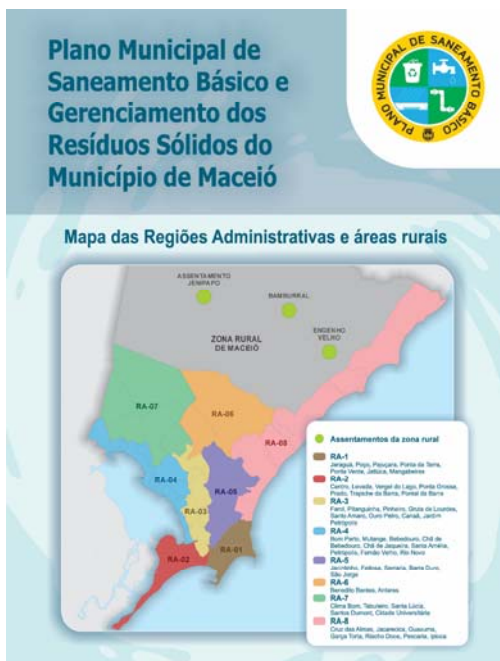 Plano Municipal de
Saneamento Básico e
Gerenciamento dos
Resíduos Sólidos do
Município de Maceió
PLANO MUNICIPAL DE SANEAMENTO BÁSICO
Mapa das Regiões Administrativas e áreas rurais
ASSENTAMENTO
JENIPAPO
BAMBURRAL
ENGENHO
VELHO
ZONA RURAL
DE MACEIÓ
RA-07
RA-06
RA-08
RA-04
RA-03
RA-05
RA-02
RA-01
Assentamentos da zona rural
RA-1
Jaraguá, Poço, Pajuçara, Ponta da Terra,
Ponta Verde, Jatiúca, Mangabeiras
RA-2
Centro, Levada, Vergel do Lago, Ponta Grossa,
Prado, Trapiche da Barra, Pontal da Barra
RA-3
Farol, Pitanguinha, Pinheiro, Gruta de Lourdes,
Santo Amaro, Ouro Preto, Canaã, Jardim
Petrópolis
RA-4
Bom Parto, Mutange, Bebedouro, Chã de
Bebedouro, Chã de Jaqueira, Santa Amélia,
Petrópolis, Fernão Velho, Rio Novo
RA-5
Jacintinho, Feitosa, Serraria, Barro Duro,
São Jorge
RA-6
Benedito Bentes, Antares
RA-7
Clima Bom, Tabuleiro, Santa Lúcia,
Santos Dumont, Cidade Universitária
RA-8
Cruz das Almas, Jacarecica, Guaxuma,
Garça Torta, Riacho Doce, Pescaria, Ipioca